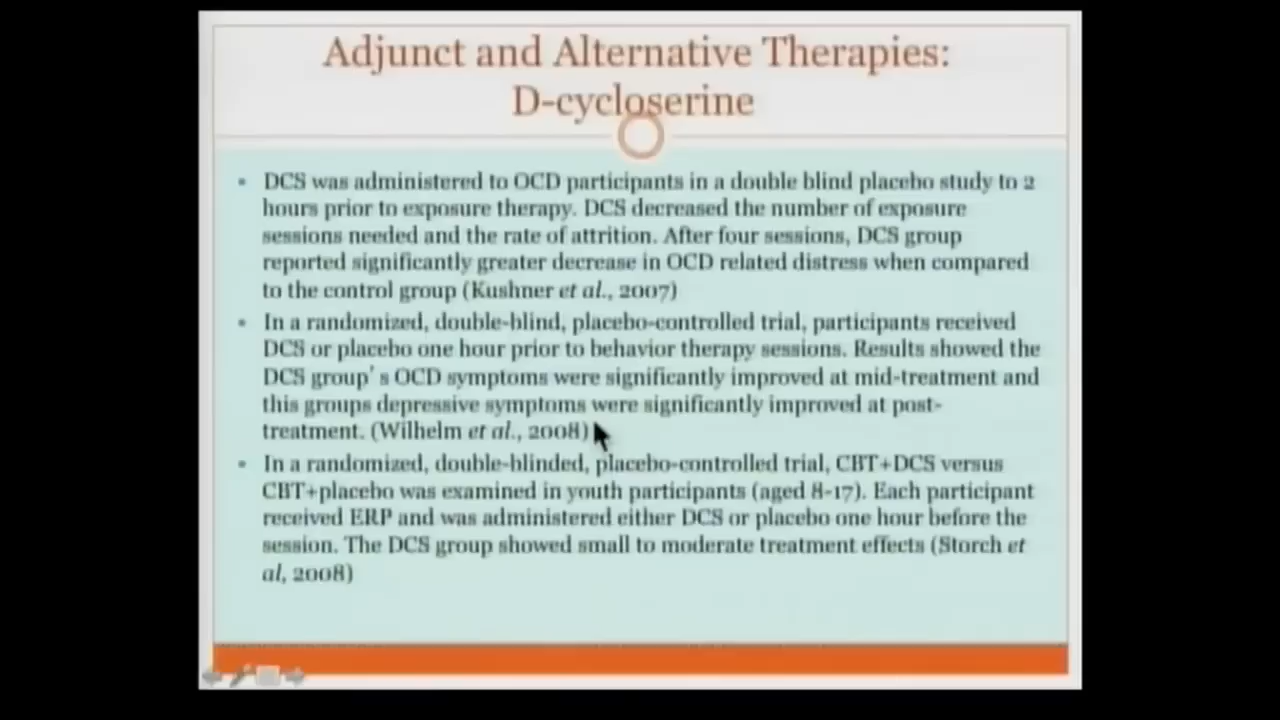 Adjunct and Alternative Therapies:
D-cycloserine
• DCS was administered to OCD participants in a double blind placebo study to 2
hours prior to exposure therapy. DCS decreased the number of exposure
sessions needed and the rate of attrition. After four sessions, DCS group
reported significantly greater decrease in OCD related distress when compared
to the control group (Kushner et al., 2007)
• In a randomized, double-blind, placebo-controlled trial, participants received
DCS or placebo one hour prior to behavior therapy sessions. Results showed the
DCS group's OCD symptoms were significantly improved at mid-treatment and
this groups depressive symptoms were significantly improved at post-
treatment. (Wilhelm et al., 2008)
• In a randomized, double-blinded, placebo-controlled trial, CBT+DCS versus
CBT+placebo was examined in youth participants (aged 8-17). Each participant
received ERP and was administered either DCS or placebo one hour before the
session. The DCS group showed small to moderate treatment effects (Storch et
al, 2008)